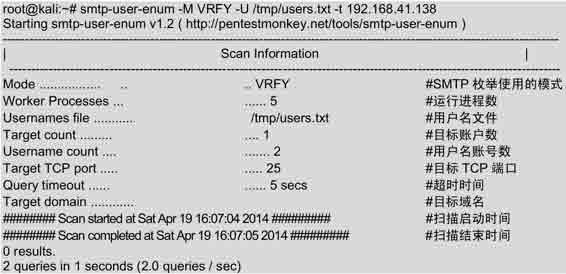 root@kali:~# smtp-user-enum -M VRFY -U /tmp/users.txt -t 192.168.41.138
Starting smtp-user-enum v1.2 ( http://pentestmonkey.net/tools/smtp-user-enum )
----------------------------------------------------------------------
| Scan Information |
----------------------------------------------------------------------
Mode ................. .. .. VRFY #SMTP 枚举使用的模式
Worker Processes ... ...... 5 #运行进程数
Usernames file ........... /tmp/users.txt #用户名文件
Target count ......... .... 1 #目标账户数
Username count .... ....... 2 #用户名账号数
Target TCP port ..... ..... 25 #目标 TCP 端口
Query timeout ...... ...... 5 secs #超时时间
Target domain ............ #目标域名
######## Scan started at Sat Apr 19 16:07:04 2014 ######### #扫描启动时间
######## Scan completed at Sat Apr 19 16:07:05 2014 ######### #扫描结束时间
0 results.
2 queries in 1 seconds (2.0 queries / sec)